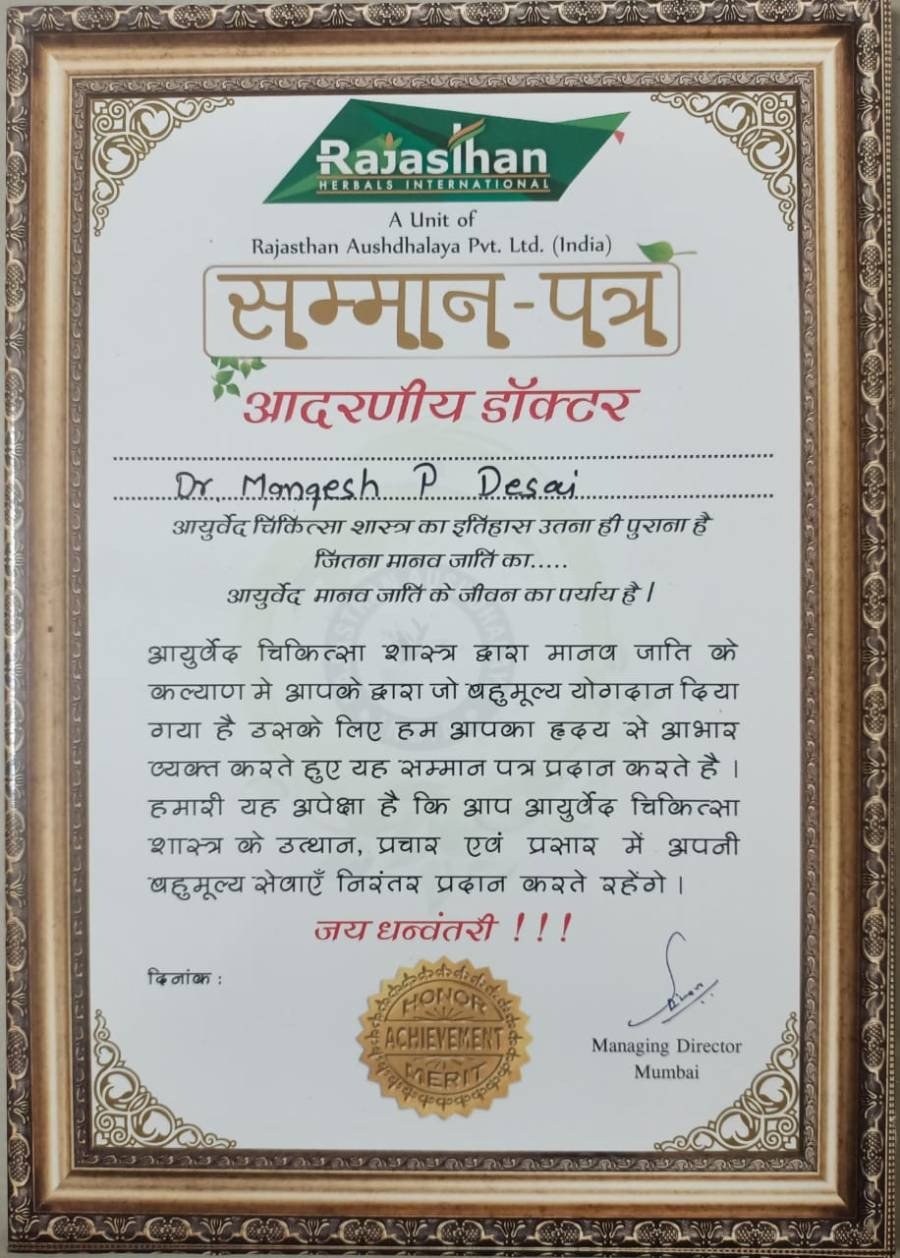 Rajasthan
HERBALS INTERNATIONAL
A Unit of
Rajasthan Aushdhalaya Pvt. Ltd. (India)
सम्मान-पत्र
आदरणीय डॉक्टर
Dr. Mangesh P Desai
आयुर्वेद चिकित्सा शास्त्र का इतिहास उतना ही पुराना है
जितना मानव जाति का.....
आयुर्वेद मानव जाति के जीवन का पर्याय है।
आयुर्वेद चिकित्सा शास्त्र द्वारा मानव जाति के
कल्याण मे आपके द्वारा जो बहुमूल्य योगदान दिया
गया है उसके लिए हम आपका हृदय से आभार
व्यक्त करते हुए यह सम्मान पत्र प्रदान करते है ।
हमारी यह अपेक्षा है कि आप आयुर्वेद चिकित्सा
शास्त्र के उत्थान, प्रचार एवं प्रसार में अपनी
बहुमूल्य सेवाएँ निरंतर प्रदान करते रहेंगे ।
जय धन्वंतरी !!!
दिनांक :
HONOR
ACHIEVEMENT
MERIT
Managing Director
Mumbai